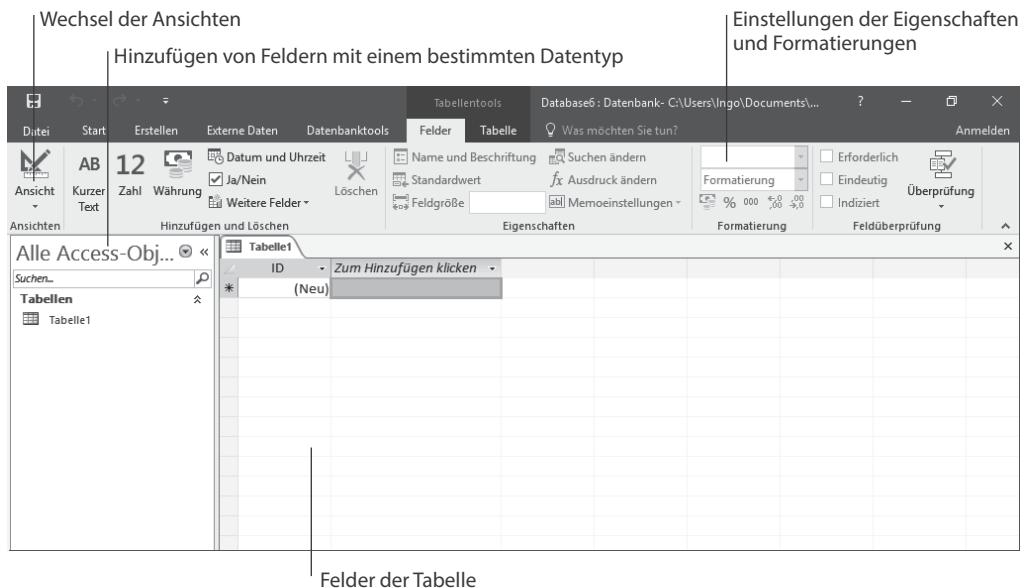 Wechsel der Ansichten
Einstellungen der Eigenschaften
und Formatierungen
Hinzufügen von Feldern mit einem bestimmten Datentyp
Tabellentools
Database6 : Datenbank- C:\Users\Ingo\Documents\...
?
Datei Start Erstellen Externe Daten Datenbanktools Felder Tabelle Was möchten Sie tun? Anmelden
Ansicht
AB
Kurzer
Text
12
Zahl
Währung
Datum und Uhrzeit
Ja/Nein
Weitere Felder
Löschen
Name und Beschriftung
Standardwert
Feldgröße
Suchen ändern
fx Ausdruck ändern
ab Memoeinstellungen
Formatierung
% 000 ,00 ,00
Erforderlich
Eindeutig
Indiziert
Überprüfung
Ansichten Hinzufügen und Löschen Eigenschaften Formatierung Feldüberprüfung
Alle Access-Obj... «
Suchen...
Tabellen
Tabelle1
Tabelle1
ID Zum Hinzufügen klicken
(Neu)
Felder der Tabelle